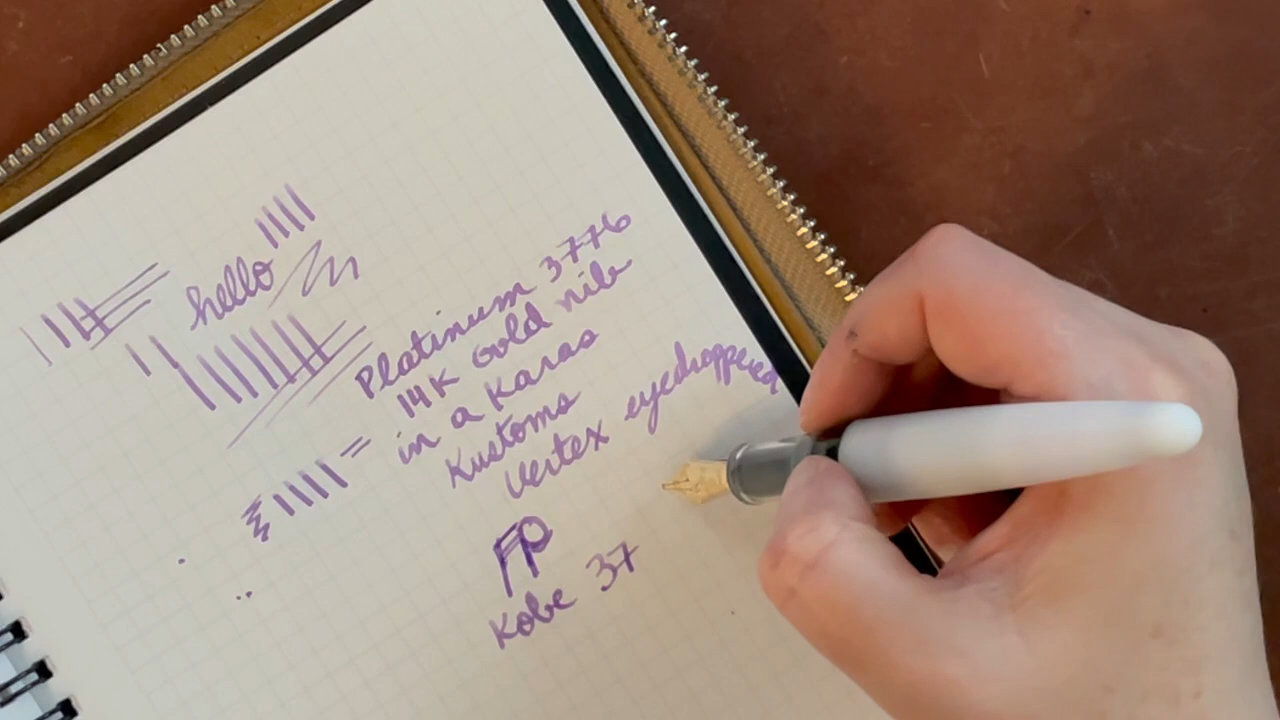 hello
Platinum 3776
14K Gold nib
in a Karas
Kustoms
Vertex eyedroppered
FP
Kobe 37